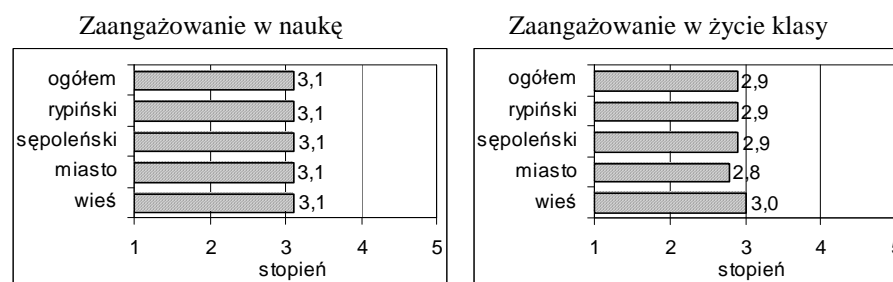 Zaangażowanie w naukę
ogółem 3,1
rypiński 3,1
sępoleński 3,1
miasto 3,1
wieś 3,1
1 2 3 4 5
stopień
Zaangażowanie w życie klasy
ogółem 2,9
rypiński 2,9
sępoleński 2,9
miasto 2,8
wieś 3,0
1 2 3 4 5
stopień